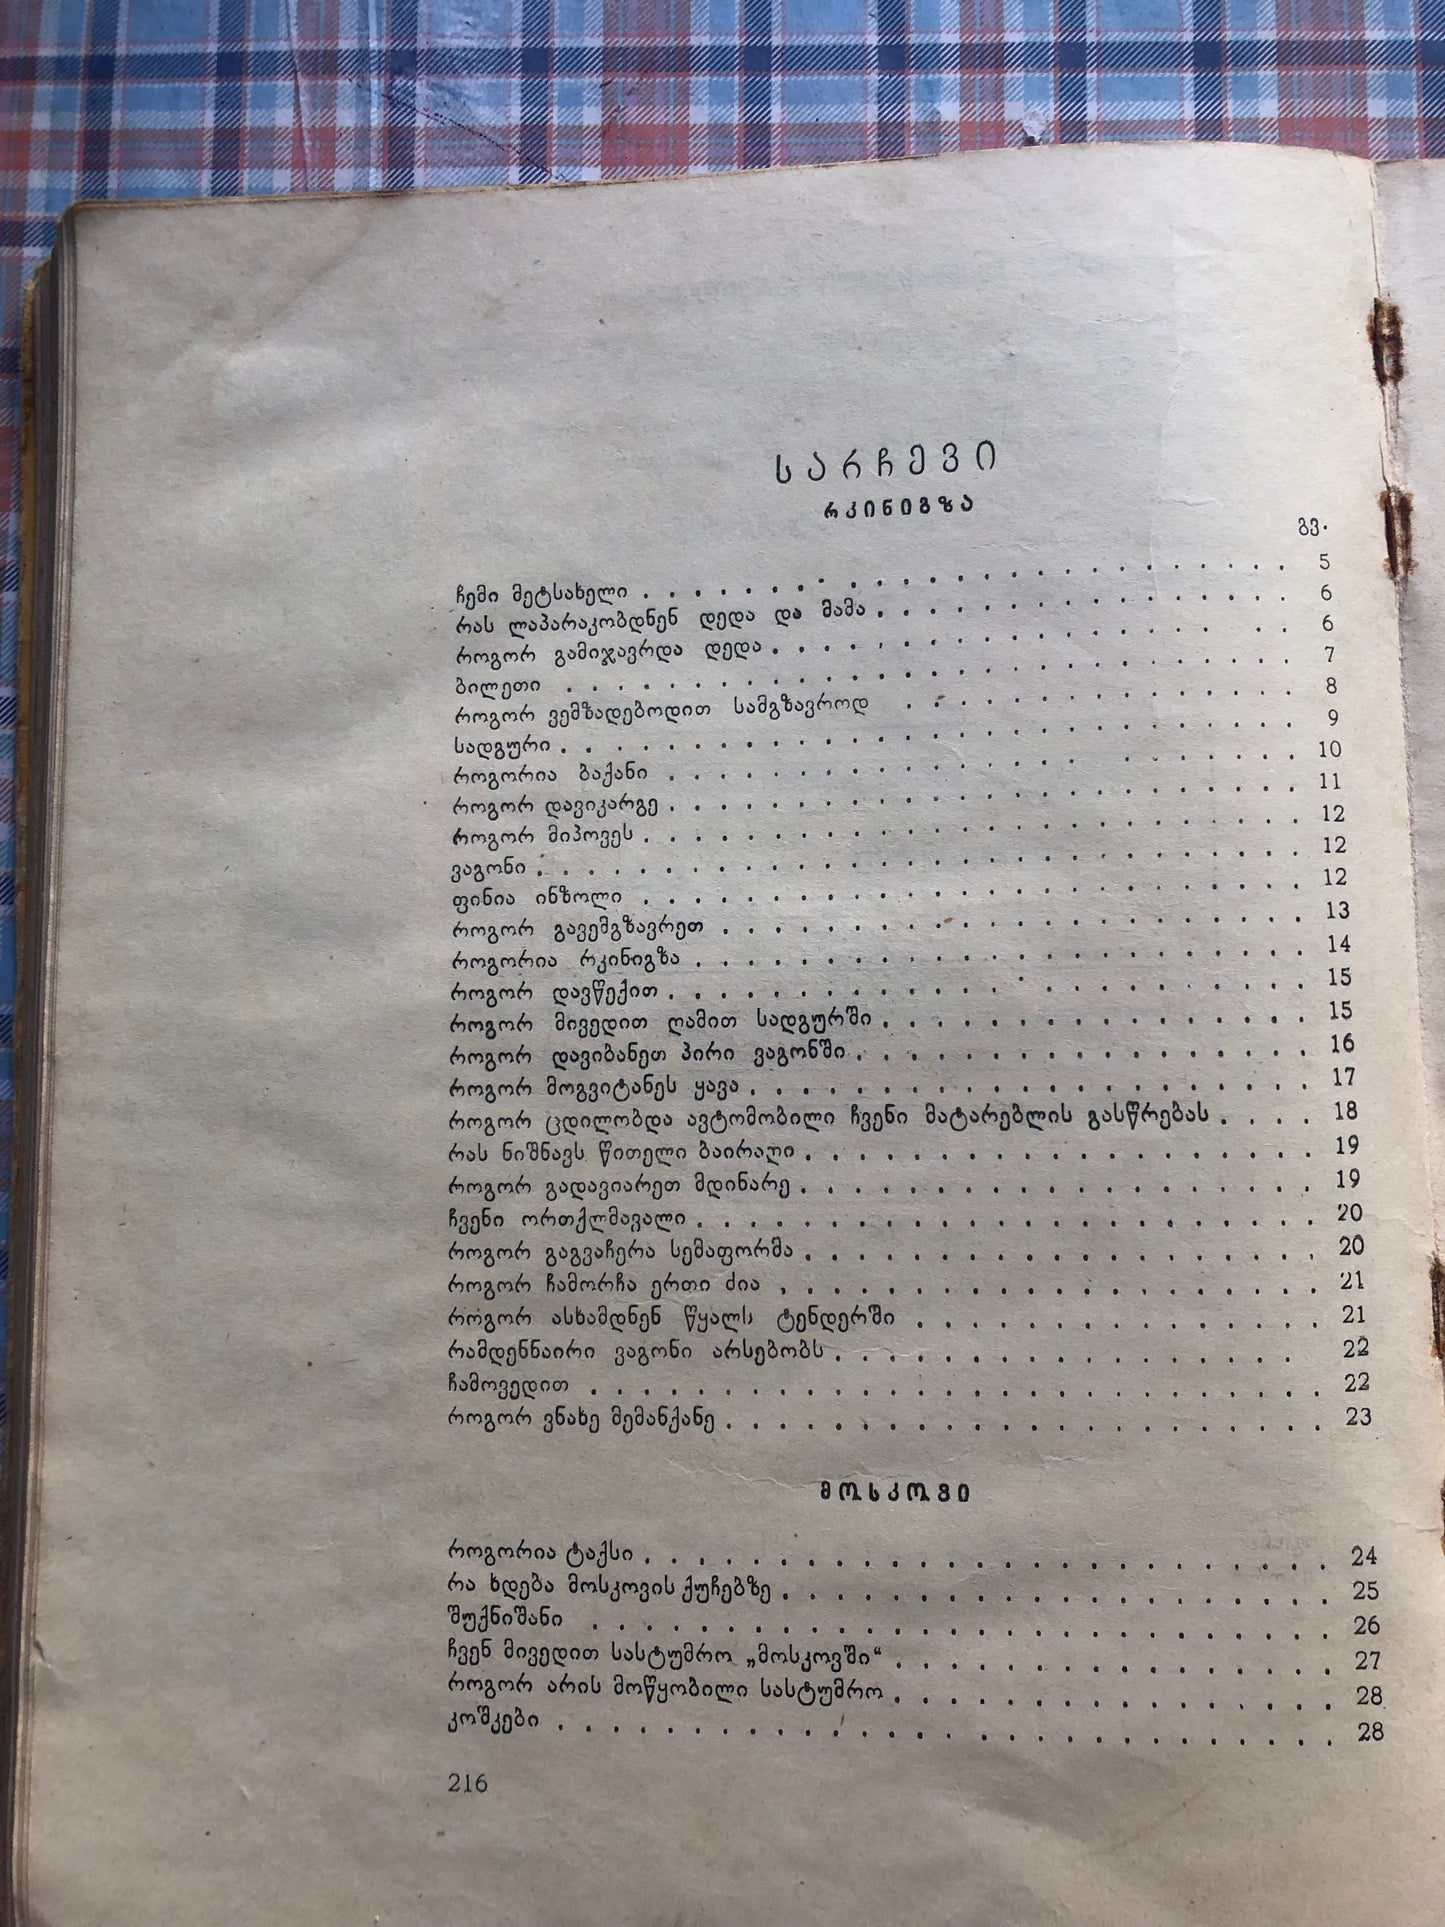 სარჩევი
რკინიგზა
გვ.
ჩემი მეტსახელი . . . . . . . . . . . . . . . . . . . . . . . . 5
რას ლაპარაკობდნენ დედა და მამა . . . . . . . . . . . . . . . . 6
როგორ გამიჯავრდა დედა . . . . . . . . . . . . . . . . . . . 6
ბილეთი . . . . . . . . . . . . . . . . . . . . . . . . . . . 7
როგორ ვემზადებოდით სამგზავროდ . . . . . . . . . . . . . . . 8
სადგური . . . . . . . . . . . . . . . . . . . . . . . . . . . 9
როგორია ბაქანი . . . . . . . . . . . . . . . . . . . . . . . 10
როგორ დავიკარგე . . . . . . . . . . . . . . . . . . . . . . . 11
როგორ მიპოვეს . . . . . . . . . . . . . . . . . . . . . . . . 12
ვაგონი . . . . . . . . . . . . . . . . . . . . . . . . . . . . 12
ფინია ინზოლი . . . . . . . . . . . . . . . . . . . . . . . . 12
როგორ გავემგზავრეთ . . . . . . . . . . . . . . . . . . . . . 13
როგორია რკინიგზა . . . . . . . . . . . . . . . . . . . . . . 14
როგორ დავწექით . . . . . . . . . . . . . . . . . . . . . . . 15
როგორ მივედით ღამით სადგურში . . . . . . . . . . . . . . . 15
როგორ დავიბანეთ პირი ვაგონში . . . . . . . . . . . . . . . . 16
როგორ მოგვიტანეს ყავა . . . . . . . . . . . . . . . . . . . . 17
როგორ ცდილობდა ავტომობილი ჩვენი მატარებლის გასწრებას . . . . 18
რას ნიშნავს წითელი ბაირაღი . . . . . . . . . . . . . . . . . . 19
როგორ გადავიარეთ მდინარე . . . . . . . . . . . . . . . . . . 19
ჩვენი ორთქლმავალი . . . . . . . . . . . . . . . . . . . . . . 20
როგორ გაგვაჩერა სემაფორმა . . . . . . . . . . . . . . . . . . 20
როგორ ჩამორჩა ერთი ძია . . . . . . . . . . . . . . . . . . . 21
როგორ ასხამდნენ წყალს ტენდერში . . . . . . . . . . . . . . 21
რამდენნაირი ვაგონი არსებობს . . . . . . . . . . . . . . . . 22
ჩამოვედით . . . . . . . . . . . . . . . . . . . . . . . . . . 22
როგორ ვნახე მემანქანე . . . . . . . . . . . . . . . . . . . . 23
მოსკოვი
როგორია ტაქსი . . . . . . . . . . . . . . . . . . . . . . . . 24
რა ხდება მოსკოვის ქუჩებზე . . . . . . . . . . . . . . . . . . 25
შუქნიშანი . . . . . . . . . . . . . . . . . . . . . . . . . . 26
ჩვენ მივედით სასტუმრო „მოსკოვში“ . . . . . . . . . . . . . . 27
როგორ არის მოწყობილი სასტუმრო . . . . . . . . . . . . . . . 28
კოშკები . . . . . . . . . . . . . . . . . . . . . . . . . . . 28
216